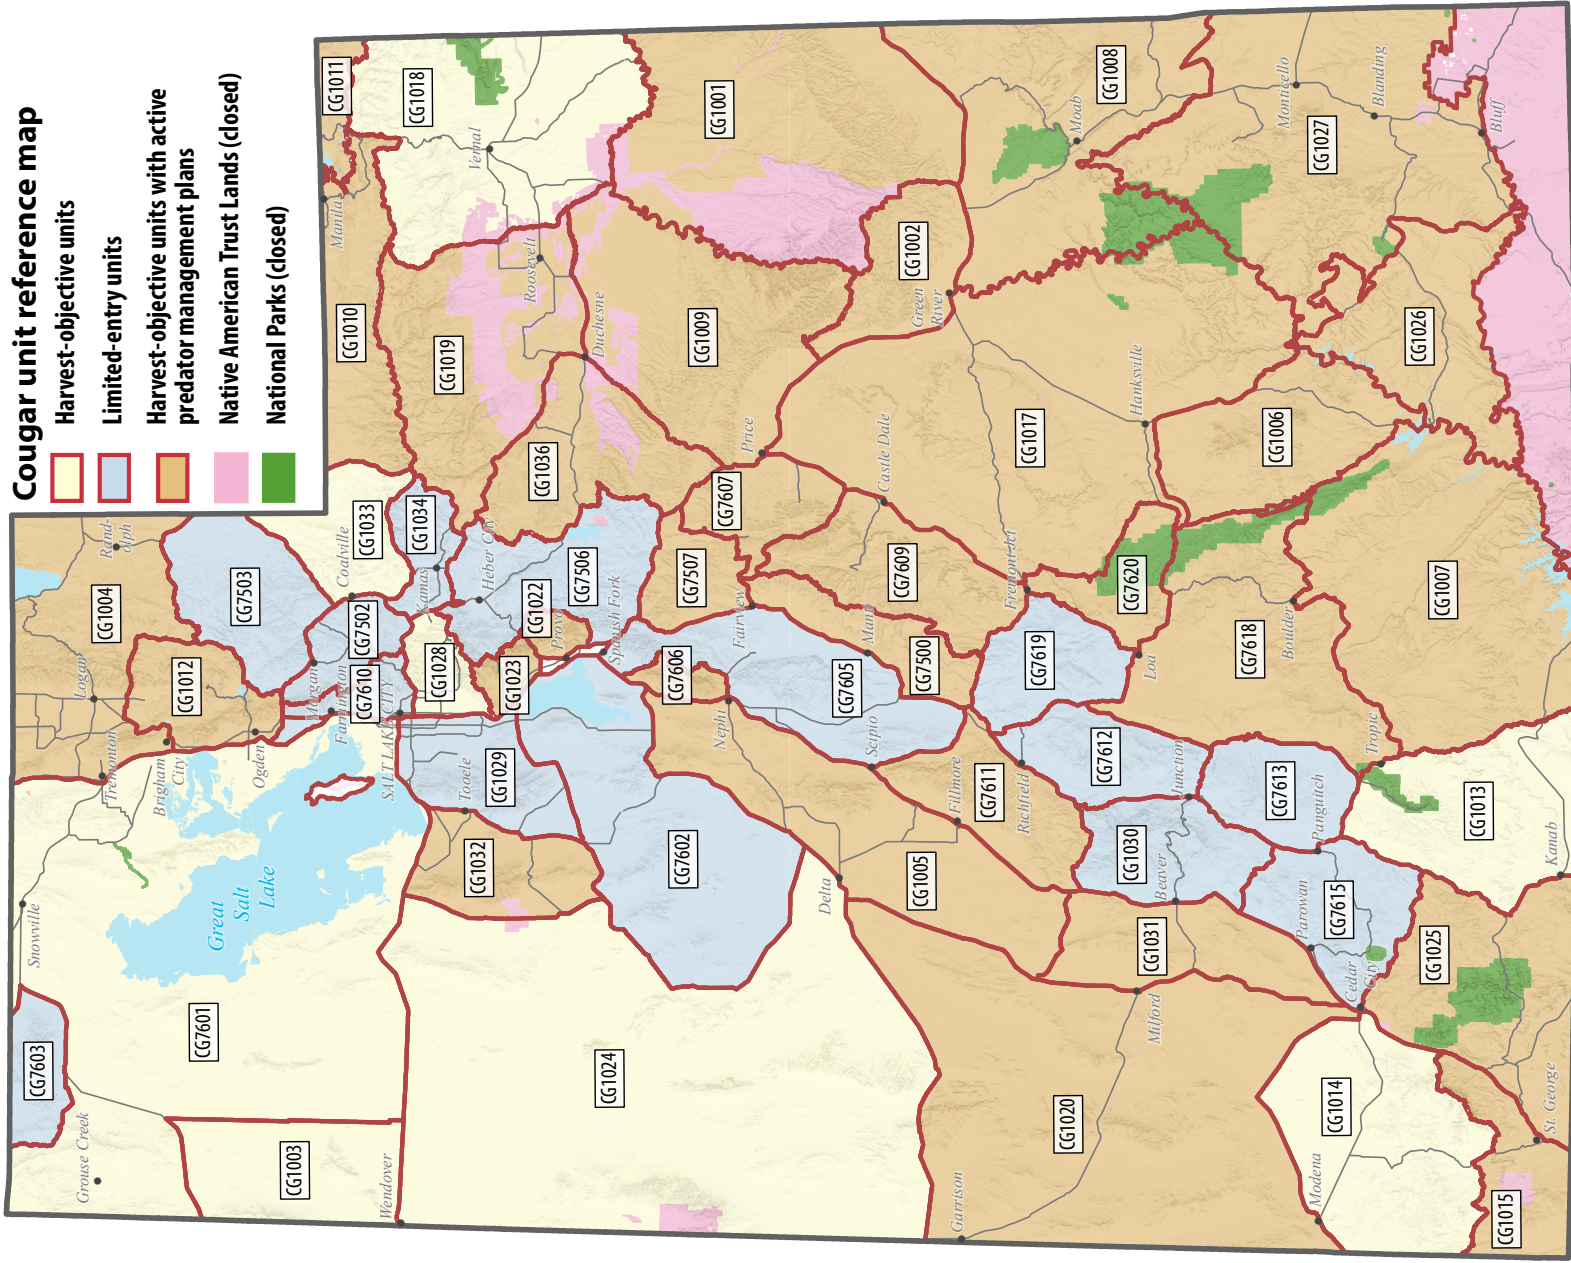 Cougar unit reference map
Harvest-objective units
Limited-entry units
Harvest-objective units with active
predator management plans
Native American Trust Lands (closed)
National Parks (closed)
CG7603
Snowville
Grouse Creek
CG7601
CG1003
Wendover
Great
Salt
Lake
Tremonton
Logan
Rand-
olph
CG1004
CG1012
Brigham
City
Ogden
CG7503
Morgan
CG7502
Coalville
CG1033
CG1034
Kamas
Farmington
CG7610
SALT LAKE CITY
CG1028
Heber City
CG1011
CG1018
Manila
Vernal
CG1010
CG1019
Roosevelt
Duchesne
CG1036
CG1001
CG1009
CG1002
Green
River
CG1008
Moab
Monticello
Blanding
CG1027
Bluff
CG1026
Tooele
CG1029
CG1032
CG1023
CG1022
Provo
CG7506
Spanish Fork
CG7602
CG1024
CG7606
CG7507
CG7607
Price
Nephi
Fairview
CG7605
Manti
CG7500
CG7609
Castle Dale
CG1017
Hanksville
CG1006
Delta
Scipio
CG1005
Fillmore
CG7611
Richfield
CG7619
Fremont Jct
CG7620
Loa
CG7618
Boulder
CG1007
CG7612
Junction
CG1030
Beaver
CG1031
Milford
CG1020
Garrison
CG7613
Panguitch
Tropic
CG1013
Kanab
Parowan
CG7615
Cedar
City
CG1025
CG1014
Modena
CG1015
St. George